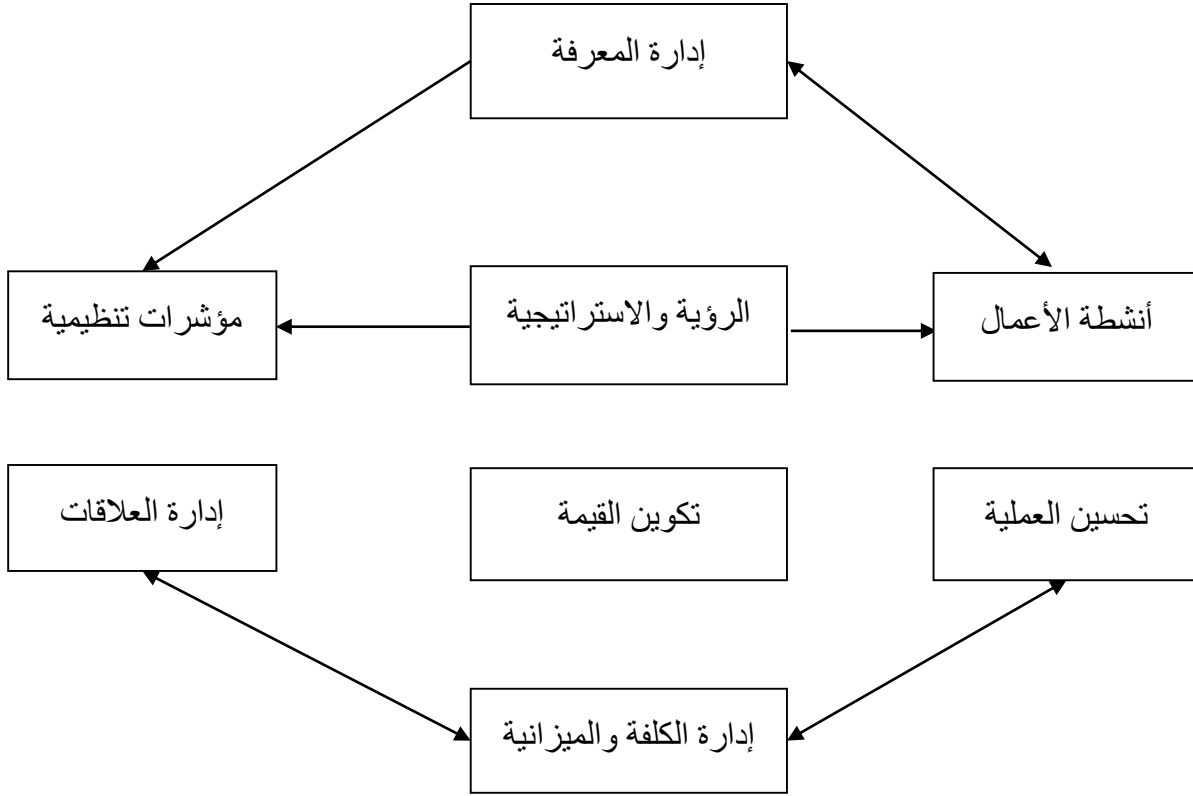 إدارة المعرفة
أنشطة الأعمال
الرؤية والاستراتيجية
مؤشرات تنظيمية
تحسين العملية
تكوين القيمة
إدارة العلاقات
إدارة الكلفة والميزانية